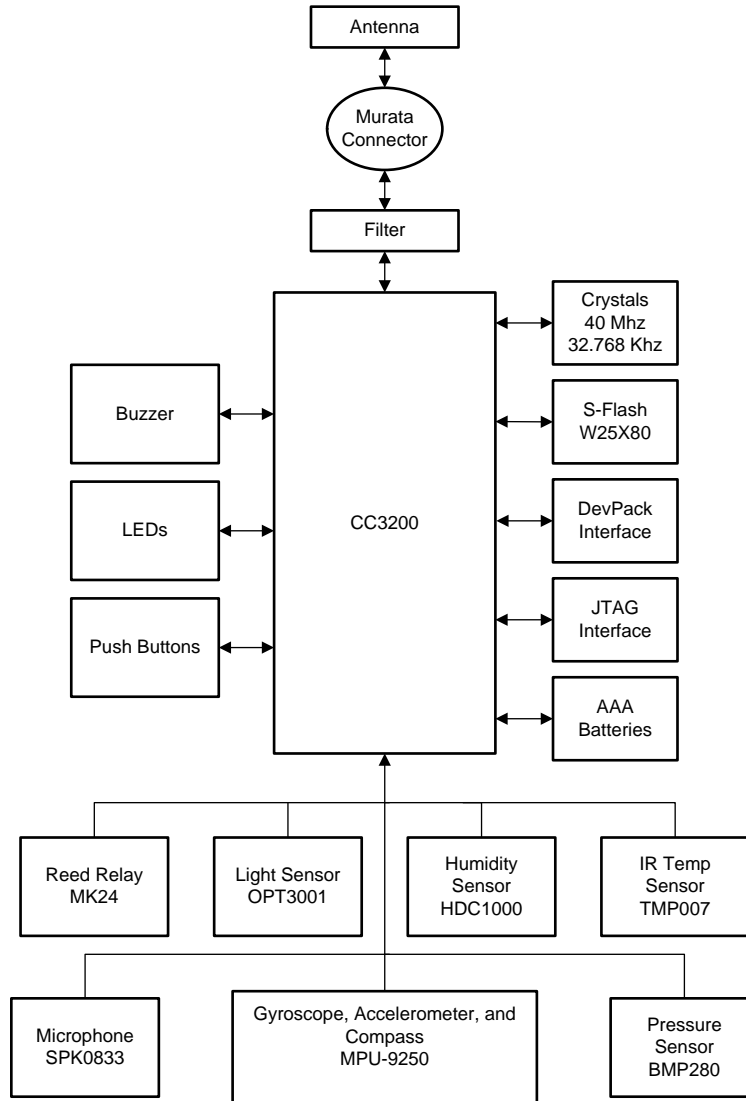 Antenna
Murata
Connector
Filter
Crystals
40 Mhz
32.768 Khz
Buzzer
S-Flash
W25X80
LEDs
CC3200
DevPack
Interface
Push Buttons
JTAG
Interface
AAA
Batteries
Reed Relay
MK24
Light Sensor
OPT3001
Humidity
Sensor
HDC1000
IR Temp
Sensor
TMP007
Microphone
SPK0833
Gyroscope, Accelerometer, and
Compass
MPU-9250
Pressure
Sensor
BMP280